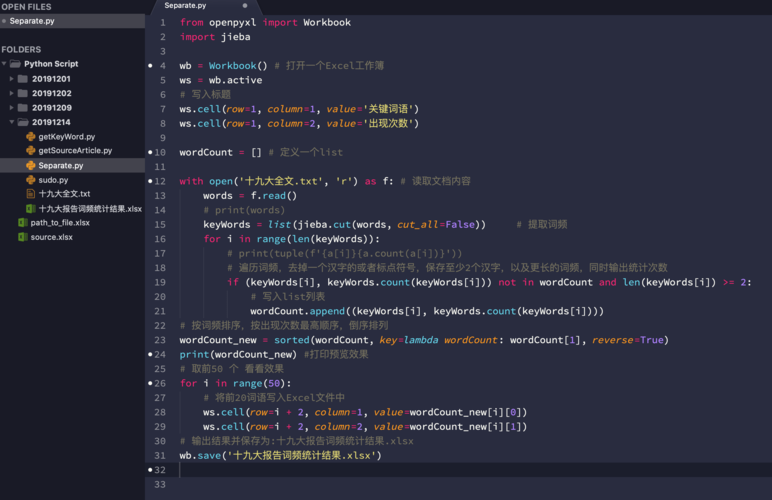 OPEN FILES
Separate.py
FOLDERS
Python Script
20191201
20191202
20191209
20191214
getKeyWord.py
getSourceArticle.py
Separate.py
sudo.py
十九大全文.txt
十九大报告词频统计结果.xlsx
path_to_file.xlsx
source.xlsx
Separate.py
1 from openpyxl import Workbook
2 import jieba
3
4 wb = Workbook() # 打开一个Excel工作簿
5 ws = wb.active
6 # 写入标题
7 ws.cell(row=1, column=1, value='关键词语')
8 ws.cell(row=1, column=2, value='出现次数')
9
10 wordCount = [] # 定义一个list
11
12 with open('十九大全文.txt', 'r') as f: # 读取文档内容
13 words = f.read()
14 # print(words)
15 keyWords = list(jieba.cut(words, cut_all=False)) # 提取词频
16 for i in range(len(keyWords)):
17 # print(tuple(f'{a[i]}{a.count(a[i])}'))
18 # 遍历词频，去掉一个汉字的或者标点符号，保存至少2个汉字，以及更长的词频，同时输出统计次数
19 if (keyWords[i], keyWords.count(keyWords[i])) not in wordCount and len(keyWords[i]) >= 2:
20 # 写入list列表
21 wordCount.append((keyWords[i], keyWords.count(keyWords[i])))
22 # 按词频排序，按出现次数最高顺序，倒序排列
23 wordCount_new = sorted(wordCount, key=lambda wordCount: wordCount[1], reverse=True)
24 print(wordCount_new) #打印预览效果
25 # 取前50 个 看看效果
26 for i in range(50):
27 # 将前20词语写入Excel文件中
28 ws.cell(row=i + 2, column=1, value=wordCount_new[i][0])
29 ws.cell(row=i + 2, column=2, value=wordCount_new[i][1])
30 # 输出结果并保存为:十九大报告词频统计结果.xlsx
31 wb.save('十九大报告词频统计结果.xlsx')
32
33